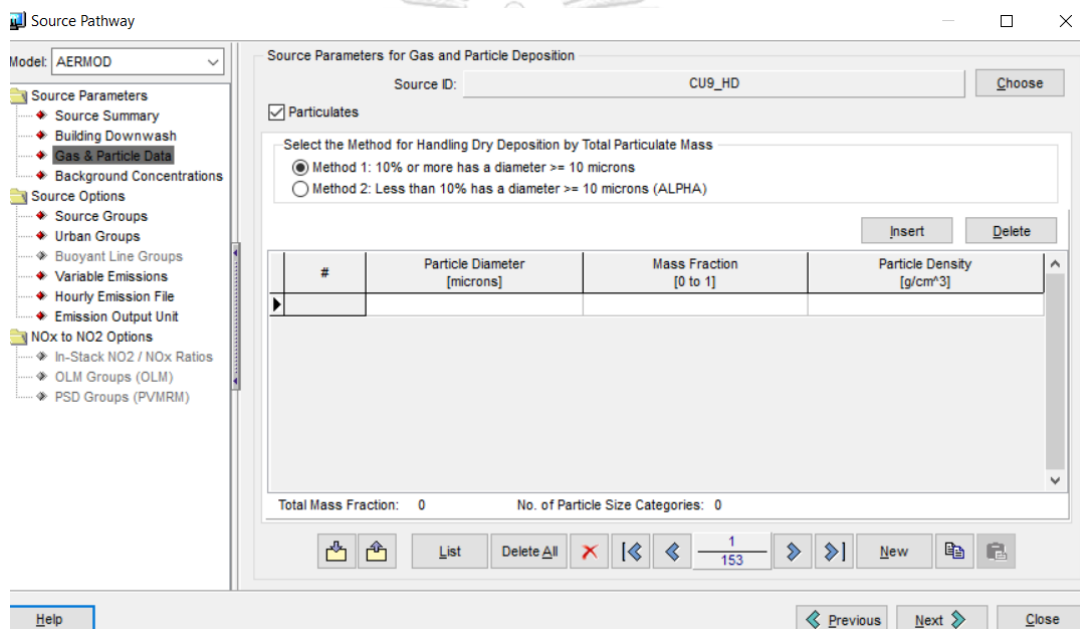 Source Pathway
Model: AERMOD
Source Parameters
Source Summary
Building Downwash
Gas & Particle Data
Background Concentrations
Source Options
Source Groups
Urban Groups
Buoyant Line Groups
Variable Emissions
Hourly Emission File
Emission Output Unit
NOx to NO2 Options
In-Stack NO2 / NOx Ratios
OLM Groups (OLM)
PSD Groups (PVMRM)
Source Parameters for Gas and Particle Deposition
Source ID: CU9_HD Choose
Particulates
Select the Method for Handling Dry Deposition by Total Particulate Mass
Method 1: 10% or more has a diameter >= 10 microns
Method 2: Less than 10% has a diameter >= 10 microns (ALPHA)
Insert Delete
# Particle Diameter Mass Fraction Particle Density
[microns] [0 to 1] [g/cm^3]
Total Mass Fraction: 0 No. of Particle Size Categories: 0
List Delete All 1 New
153
Help Previous Next Close